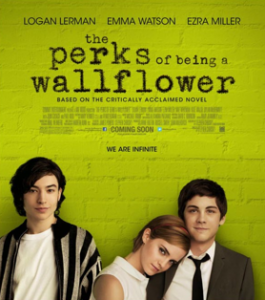 LOGAN LERMAN EMMA WATSON EZRA MILLER
the
perks of being a
wallflower
BASED ON THE CRITICALLY ACCLAIMED NOVEL
COMING SOON
WE ARE INFINITE